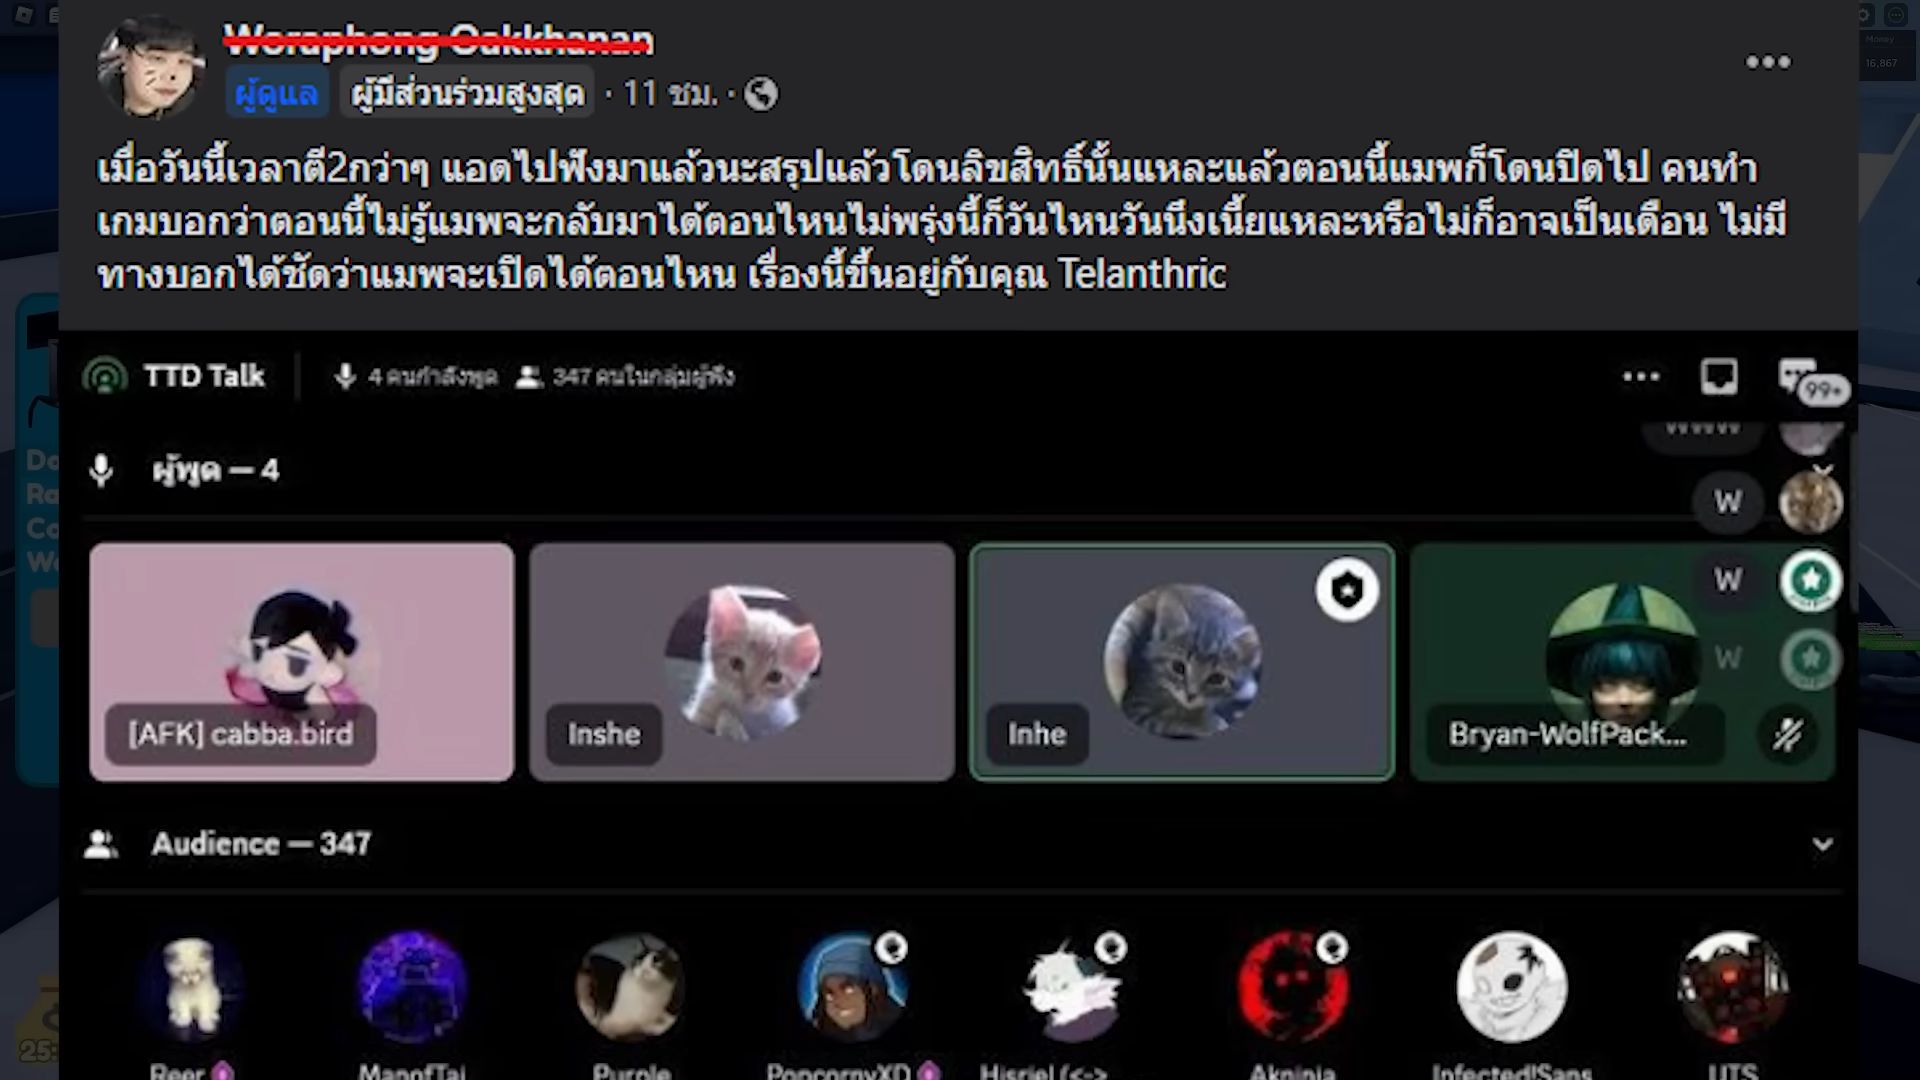 ผู้ดูแล ผู้มีส่วนร่วมสูงสุด · 11 ชม. ·
เมื่อวันนี้เวลาตี2กว่าๆ แอดไปฟังมาแล้วนะสรุปแล้วโดนลิขสิทธิ์นั้นแหละแล้วตอนนี้แมพก็โดนปิดไป คนทำ
เกมบอกว่าตอนนี้ไม่รู้แมพจะกลับมาได้ตอนไหนไม่พรุ่งนี้ก็วันไหนวันนึงเนี้ยแหละหรือไม่ก็อาจเป็นเดือน ไม่มี
ทางบอกได้ชัดว่าแมพจะเปิดได้ตอนไหน เรื่องนี้ขึ้นอยู่กับคุณ Telanthric
TTD Talk 4 คนกำลังพูด 347 คนในกลุ่มผู้ฟัง
99+
ผู้พูด — 4
W
W
W
[AFK] cabba.bird
Inshe
Inhe
Bryan-WolfPack...
Audience — 347
Reer
ManofTai
Purple
PopcornyXD
Hisriel (<->
Akninja
Infected!Sans
UTS
Money
16,867